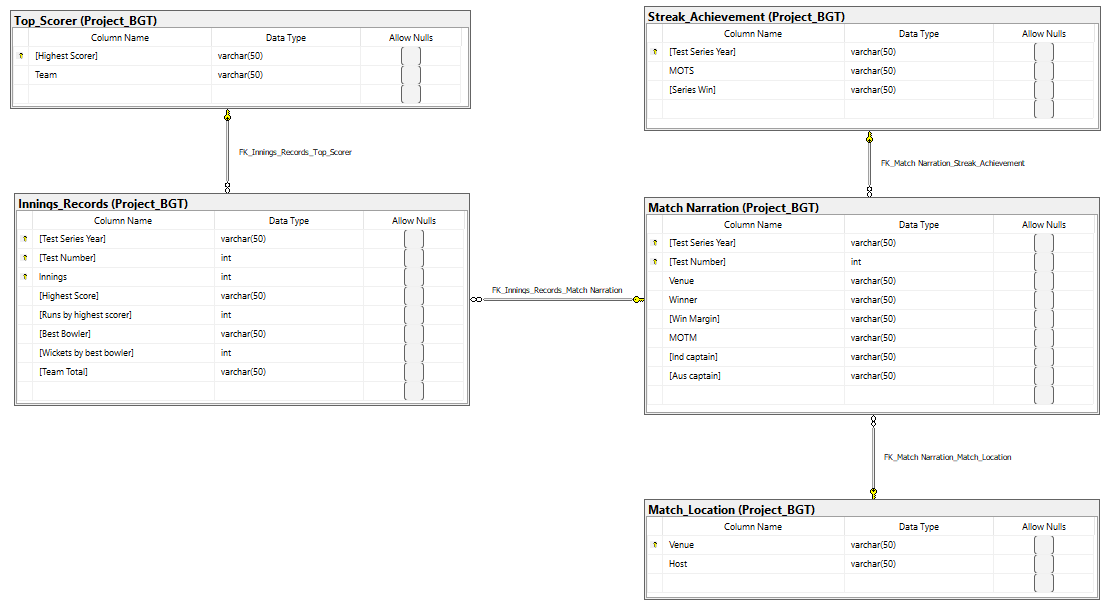 Top_Scorer (Project_BGT)
Column Name Data Type Allow Nulls
[Highest Scorer] varchar(50)
Team varchar(50)
FK_Innings_Records_Top_Scorer
Innings_Records (Project_BGT)
Column Name Data Type Allow Nulls
[Test Series Year] varchar(50)
[Test Number] int
Innings int
[Highest Score] varchar(50)
[Runs by highest scorer] int
[Best Bowler] varchar(50)
[Wickets by best bowler] int
[Team Total] varchar(50)
FK_Innings_Records_Match Narration
Streak_Achievement (Project_BGT)
Column Name Data Type Allow Nulls
[Test Series Year] varchar(50)
MOTS varchar(50)
[Series Win] varchar(50)
FK_Match Narration_Streak_Achievement
Match Narration (Project_BGT)
Column Name Data Type Allow Nulls
[Test Series Year] varchar(50)
[Test Number] int
Venue varchar(50)
Winner varchar(50)
[Win Margin] varchar(50)
MOTM varchar(50)
[Ind captain] varchar(50)
[Aus captain] varchar(50)
FK_Match Narration_Match_Location
Match_Location (Project_BGT)
Column Name Data Type Allow Nulls
Venue varchar(50)
Host varchar(50)